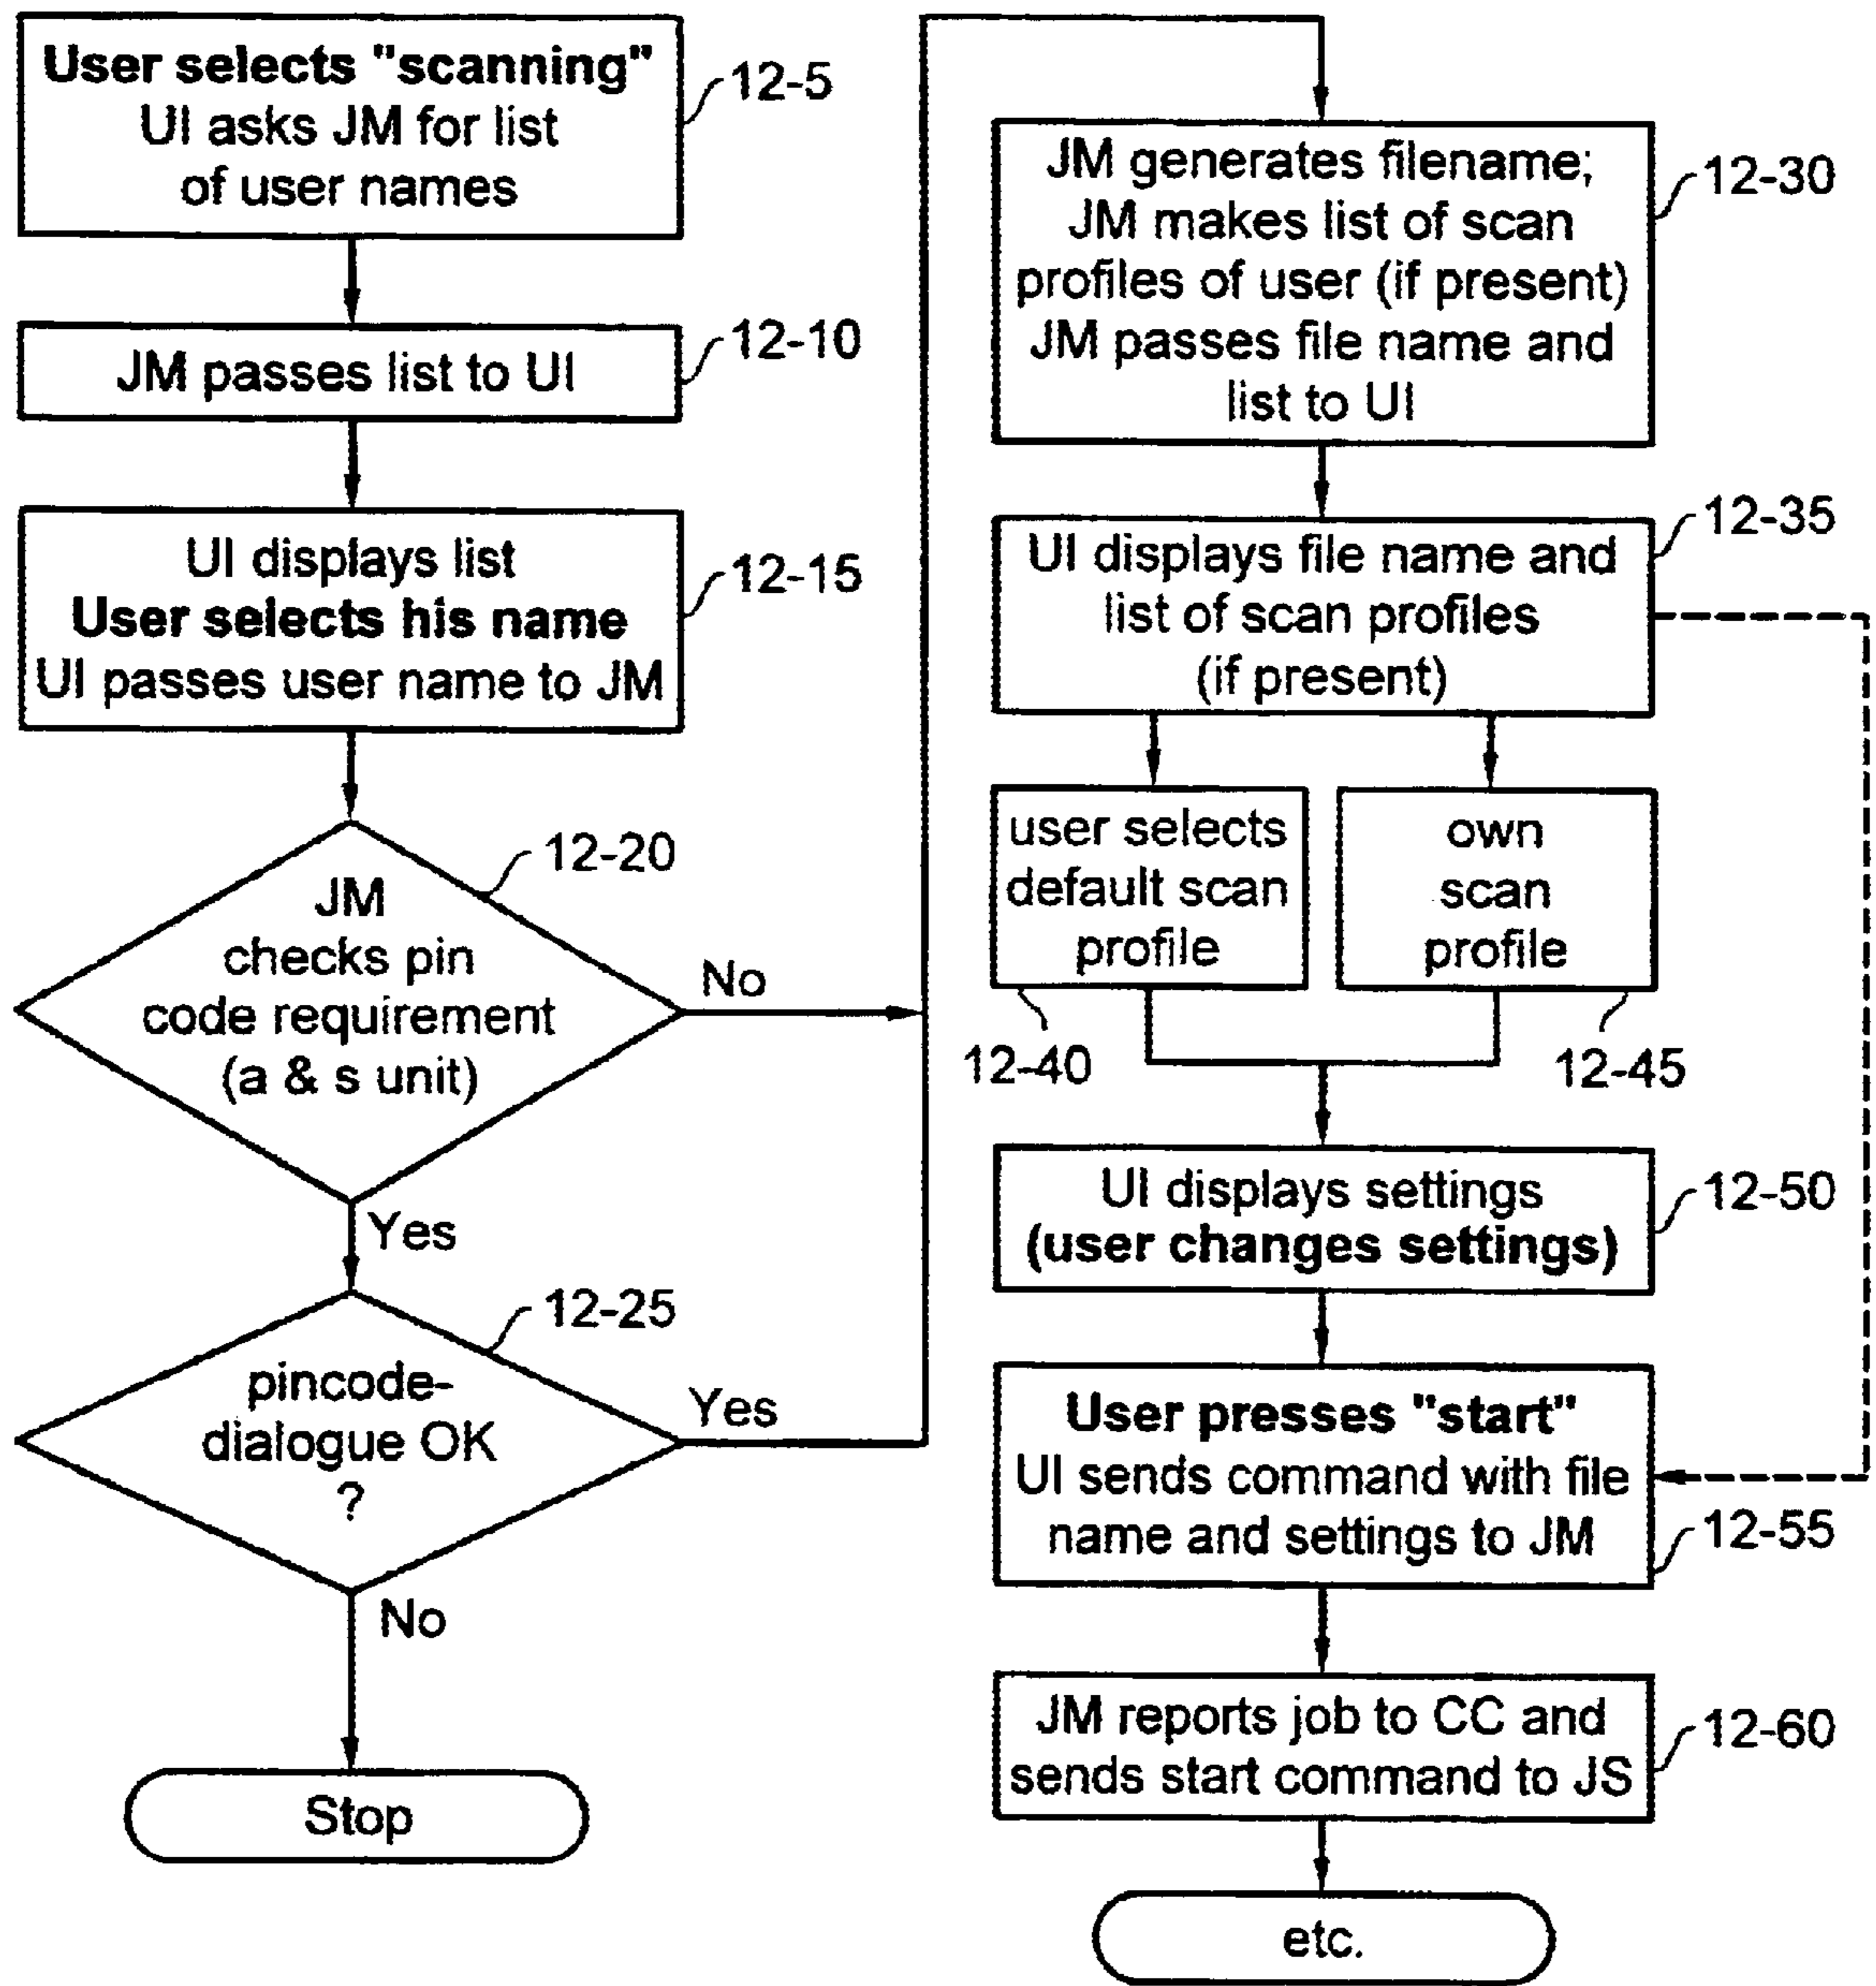 User selects "scanning"
UI asks JM for list
of user names
12-5
JM passes list to UI
12-10
UI displays list
User selects his name
UI passes user name to JM
12-15
JM
checks pin
code requirement
(a & s unit)
12-20
No
Yes
pincode-
dialogue OK
?
12-25
Yes
No
Stop
JM generates filename;
JM makes list of scan
profiles of user (if present)
JM passes file name and
list to UI
12-30
UI displays file name and
list of scan profiles
(if present)
12-35
user selects
default scan
profile
12-40
own
scan
profile
12-45
UI displays settings
(user changes settings)
12-50
User presses "start"
UI sends command with file
name and settings to JM
12-55
JM reports job to CC and
sends start command to JS
12-60
etc.